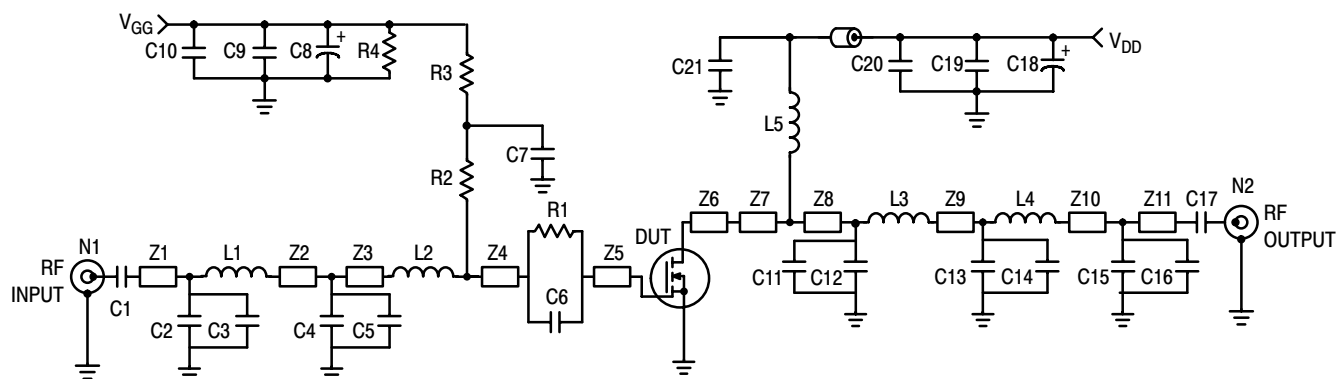 VGG
C10
C9
C8
+
R4
R3
C7
R2
C21
C20
C19
C18
+
VDD
L5
N1
RF
INPUT
C1
Z1
L1
Z2
Z3
L2
Z4
R1
C6
Z5
DUT
C2
C3
C4
C5
Z6
Z7
Z8
L3
Z9
L4
Z10
Z11
C17
N2
RF
OUTPUT
C11
C12
C13
C14
C15
C16